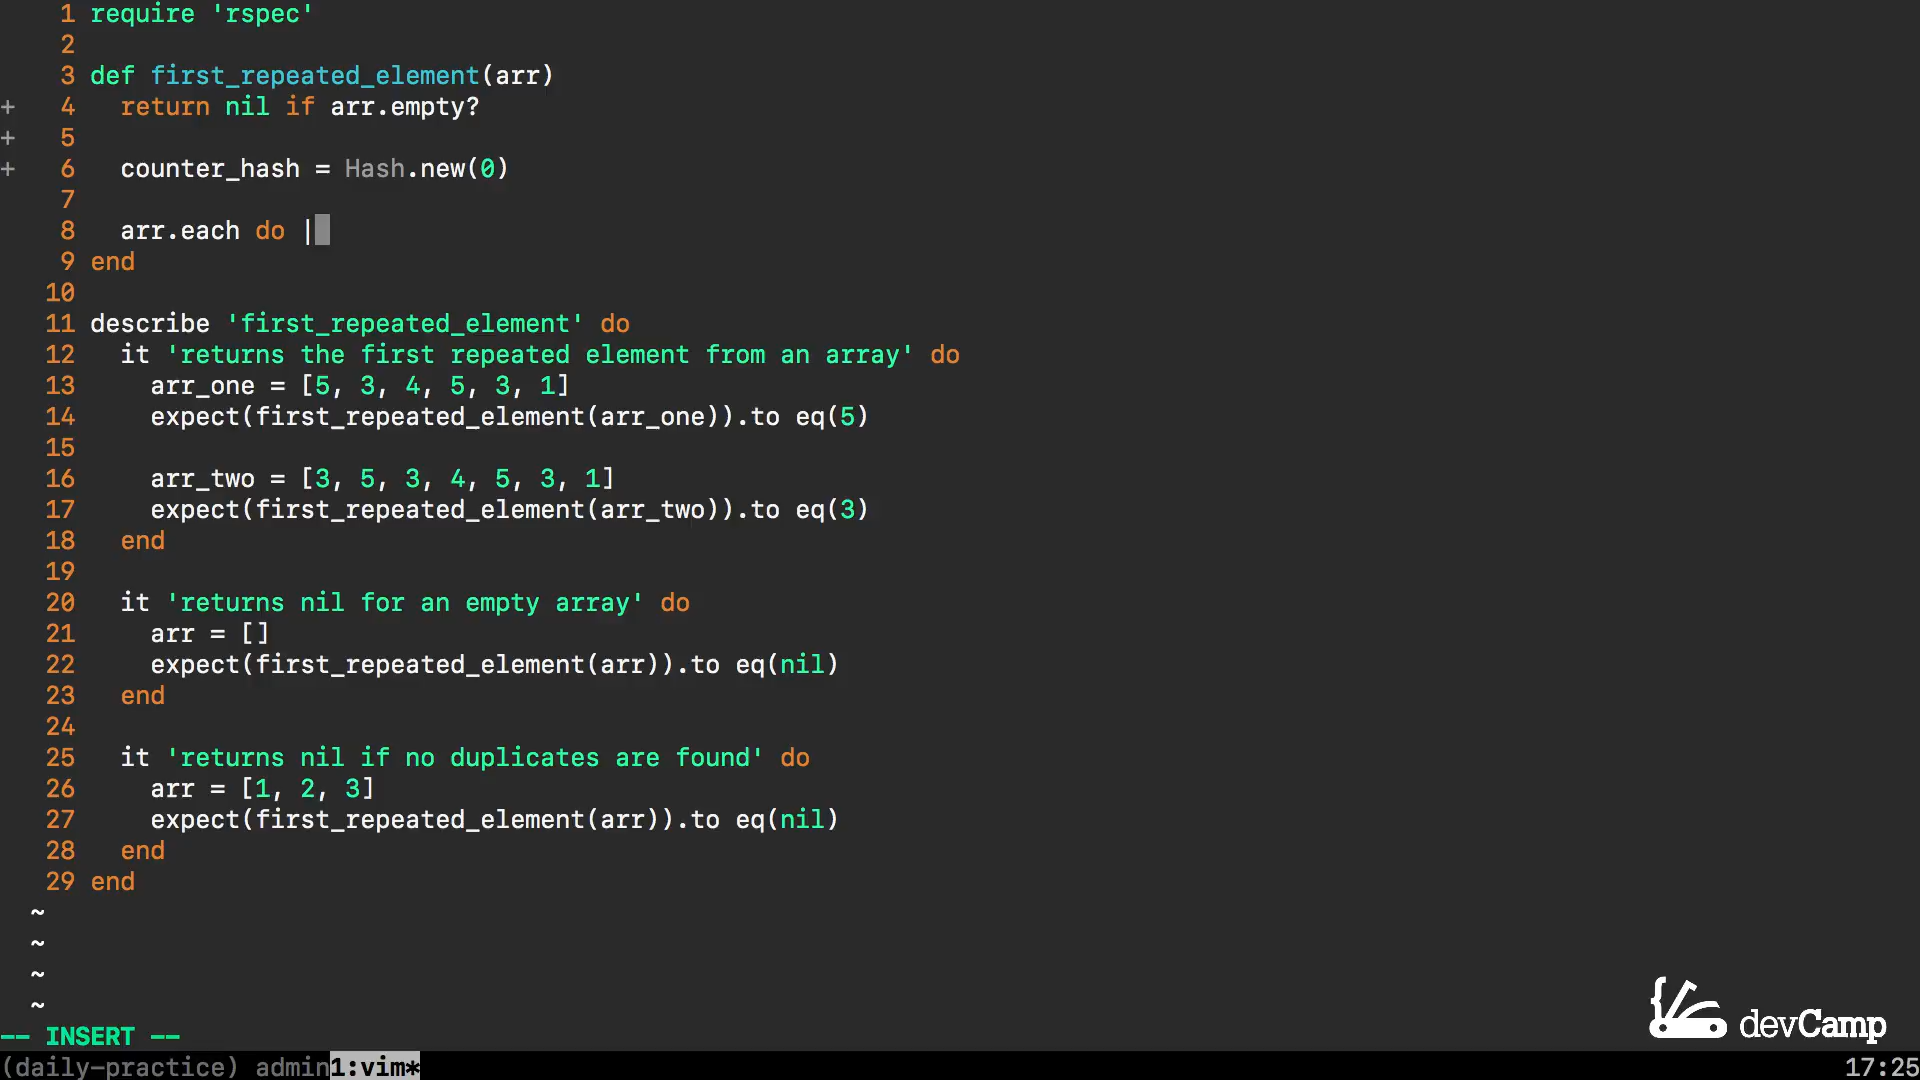 1 require 'rspec'
2
3 def first_repeated_element(arr)
+ 4   return nil if arr.empty?
+ 5
+ 6   counter_hash = Hash.new(0)
7
8   arr.each do |
9 end
10
11 describe 'first_repeated_element' do
12   it 'returns the first repeated element from an array' do
13     arr_one = [5, 3, 4, 5, 3, 1]
14     expect(first_repeated_element(arr_one)).to eq(5)
15
16     arr_two = [3, 5, 3, 4, 5, 3, 1]
17     expect(first_repeated_element(arr_two)).to eq(3)
18   end
19
20   it 'returns nil for an empty array' do
21     arr = []
22     expect(first_repeated_element(arr)).to eq(nil)
23   end
24
25   it 'returns nil if no duplicates are found' do
26     arr = [1, 2, 3]
27     expect(first_repeated_element(arr)).to eq(nil)
28   end
29 end
~
~
~
~
-- INSERT --
devCamp
(daily-practice) admin1:vim* 17:25